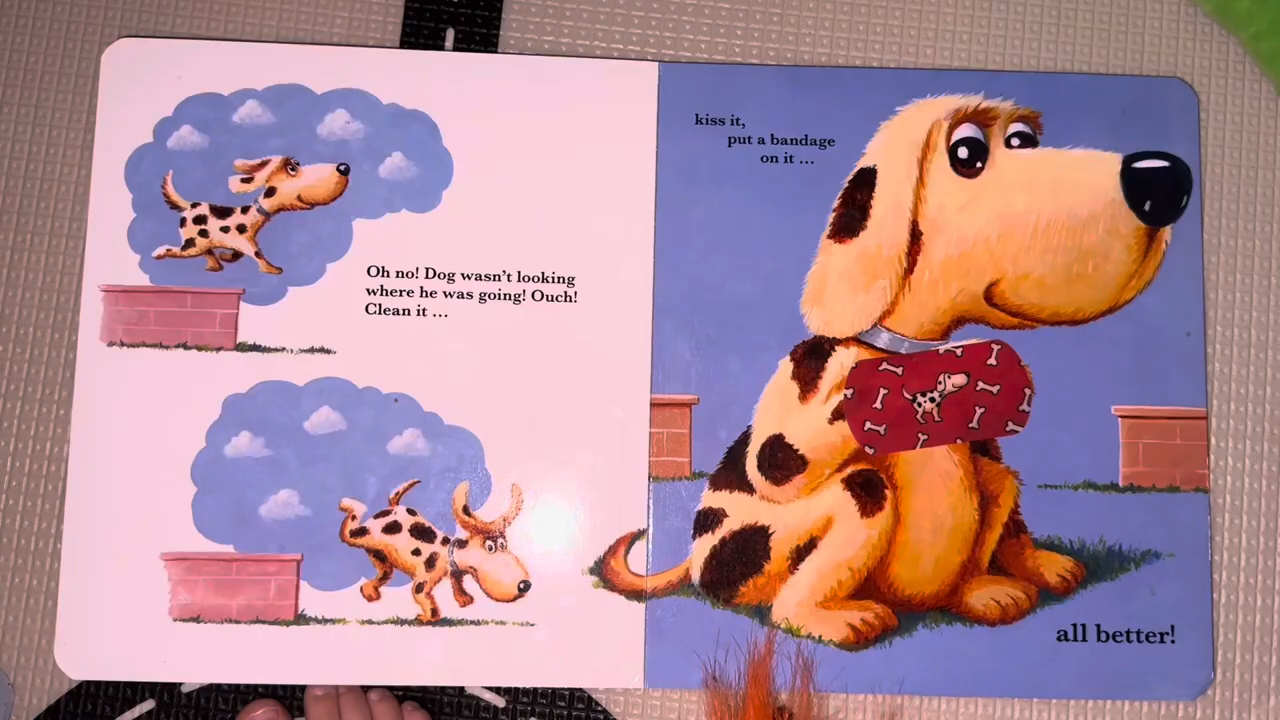 Oh no! Dog wasn't looking
where he was going! Ouch!
Clean it ...
kiss it,
put a bandage
on it ...
all better!